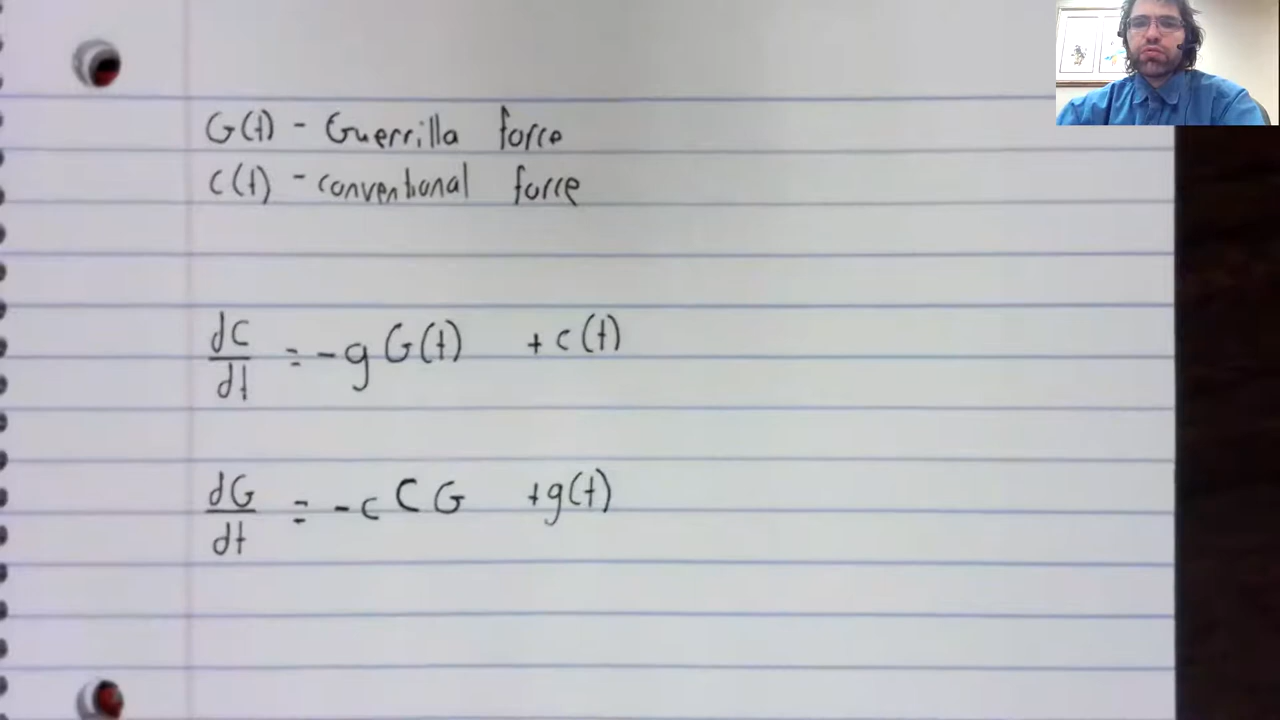 G(t) - Guerrilla force
C(t) - conventional force
dC/dt = -g G(t) + c(t)
dG/dt = -c C G + g(t)